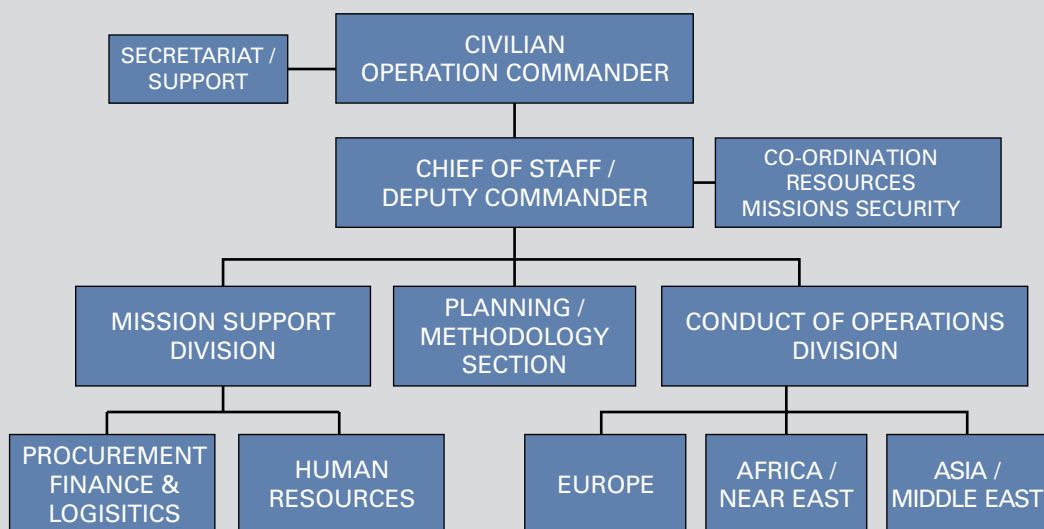 SECRETARIAT /
SUPPORT
CIVILIAN
OPERATION COMMANDER
CHIEF OF STAFF /
DEPUTY COMMANDER
CO-ORDINATION
RESOURCES
MISSIONS SECURITY
MISSION SUPPORT
DIVISION
PLANNING /
METHODOLOGY
SECTION
CONDUCT OF OPERATIONS
DIVISION
PROCUREMENT
FINANCE &
LOGISITICS
HUMAN
RESOURCES
EUROPE
AFRICA /
NEAR EAST
ASIA /
MIDDLE EAST